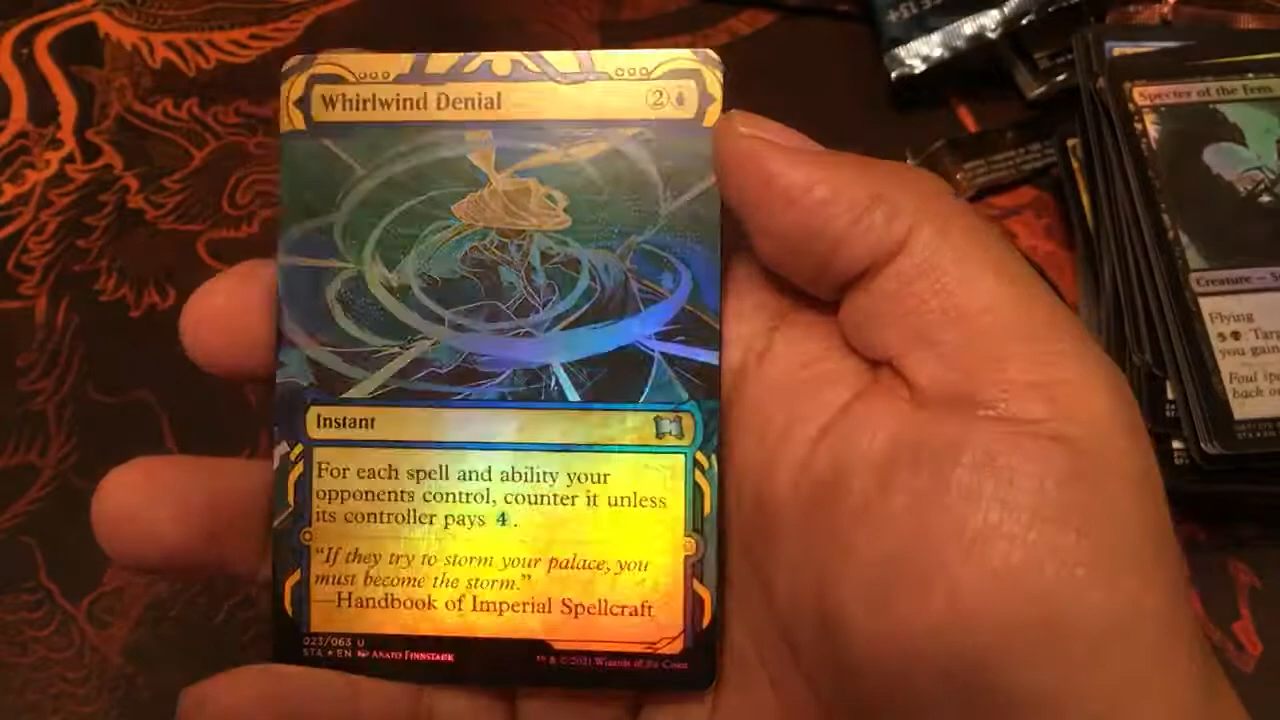 Whirlwind Denial 2
Instant
For each spell and ability your
opponents control, counter it unless
its controller pays 4.
"If they try to storm your palace, you
must become the storm."
—Handbook of Imperial Spellcraft
023/063 U
STA ★ EN Anato Finnstark
™ & © 2021 Wizards of the Coast
Specter of the Fens
Creature — S
Flying
5 : Tar
you gain
Foul spe
back o